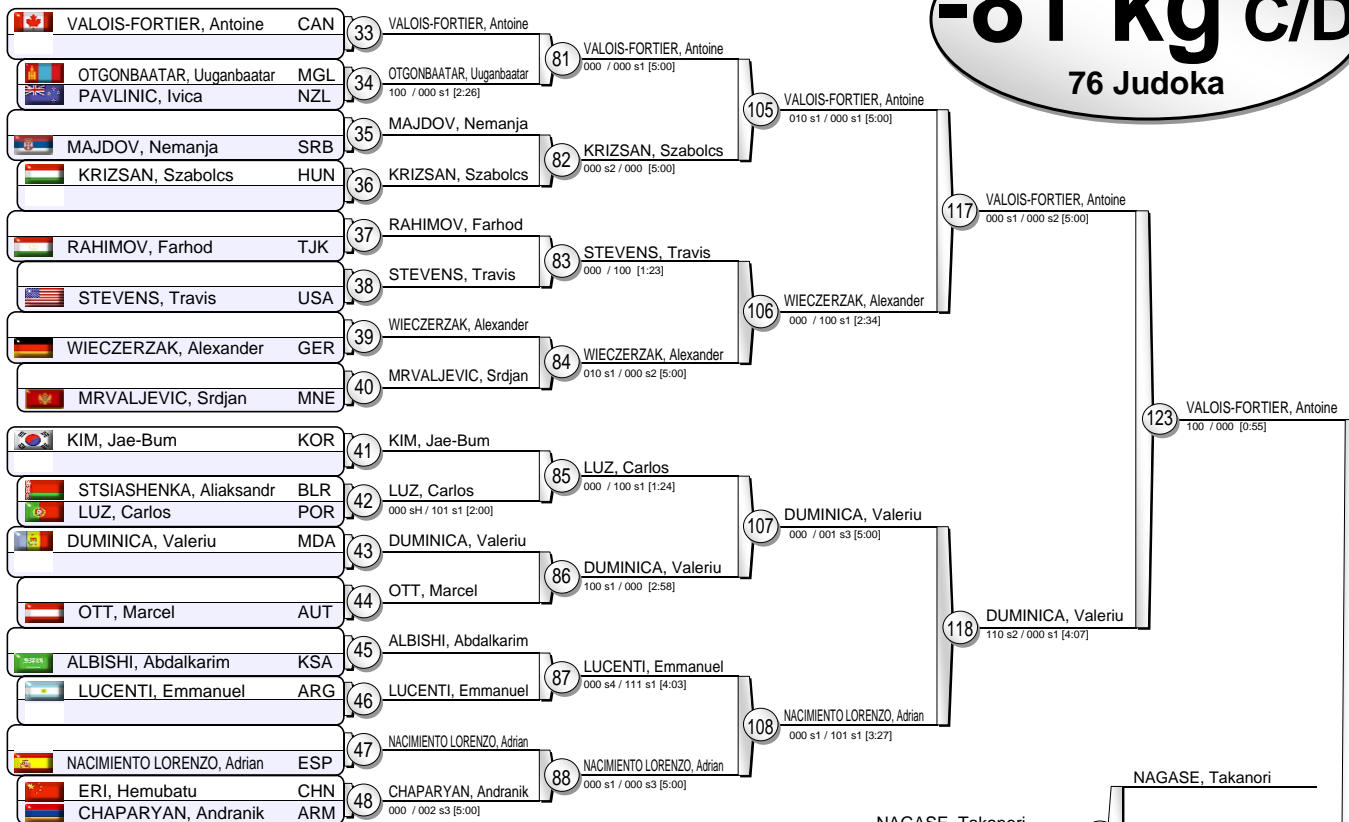 -81 kg C/D
76 Judoka
VALOIS-FORTIER, Antoine CAN
OTGONBAATAR, Uuganbaatar MGL
PAVLINIC, Ivica NZL
MAJDOV, Nemanja SRB
KRIZSAN, Szabolcs HUN
RAHIMOV, Farhod TJK
STEVENS, Travis USA
WIECZERZAK, Alexander GER
MRVALJEVIC, Srdjan MNE
KIM, Jae-Bum KOR
STSIASHENKA, Aliaksandr BLR
LUZ, Carlos POR
DUMINICA, Valeriu MDA
OTT, Marcel AUT
ALBISHI, Abdalkarim KSA
LUCENTI, Emmanuel ARG
NACIMIENTO LORENZO, Adrian ESP
ERI, Hemubatu CHN
CHAPARYAN, Andranik ARM
33 VALOIS-FORTIER, Antoine
34 OTGONBAATAR, Uuganbaatar
100 / 000 s1 [2:26]
35 MAJDOV, Nemanja
36 KRIZSAN, Szabolcs
37 RAHIMOV, Farhod
38 STEVENS, Travis
39 WIECZERZAK, Alexander
40 MRVALJEVIC, Srdjan
41 KIM, Jae-Bum
42 LUZ, Carlos
000 sH / 101 s1 [2:00]
43 DUMINICA, Valeriu
44 OTT, Marcel
45 ALBISHI, Abdalkarim
46 LUCENTI, Emmanuel
47 NACIMIENTO LORENZO, Adrian
48 CHAPARYAN, Andranik
000 / 002 s3 [5:00]
81 VALOIS-FORTIER, Antoine
000 / 000 s1 [5:00]
82 KRIZSAN, Szabolcs
000 s2 / 000 [5:00]
83 STEVENS, Travis
000 / 100 [1:23]
84 WIECZERZAK, Alexander
010 s1 / 000 s2 [5:00]
85 LUZ, Carlos
000 / 100 s1 [1:24]
86 DUMINICA, Valeriu
100 s1 / 000 [2:58]
87 LUCENTI, Emmanuel
000 s4 / 111 s1 [4:03]
88 NACIMIENTO LORENZO, Adrian
000 s1 / 000 s3 [5:00]
105 VALOIS-FORTIER, Antoine
010 s1 / 000 s1 [5:00]
106 WIECZERZAK, Alexander
000 / 100 s1 [2:34]
107 DUMINICA, Valeriu
000 / 001 s3 [5:00]
108 NACIMIENTO LORENZO, Adrian
000 s1 / 101 s1 [3:27]
117 VALOIS-FORTIER, Antoine
000 s1 / 000 s2 [5:00]
118 DUMINICA, Valeriu
110 s2 / 000 s1 [4:07]
123 VALOIS-FORTIER, Antoine
100 / 000 [0:55]
NAGASE, Takanori
NAGASE, Takanori